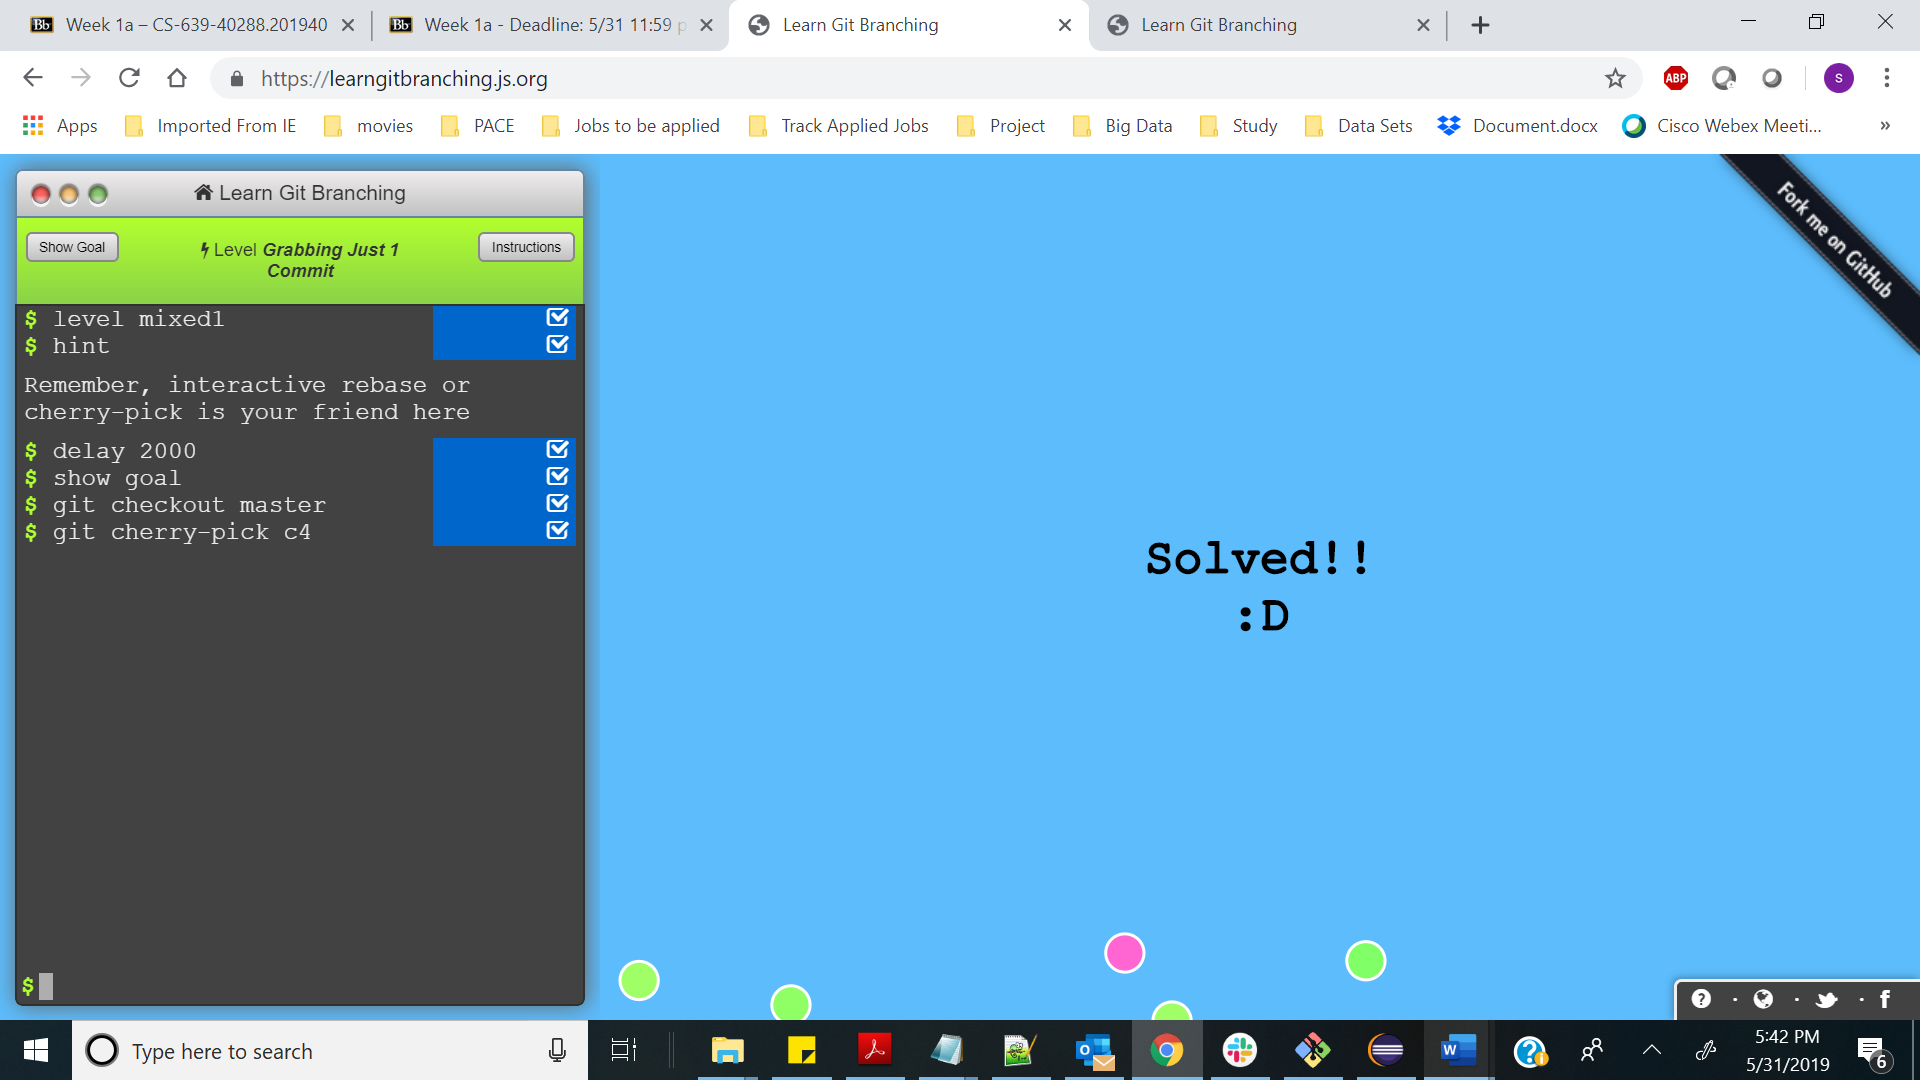 Week 1a – CS-639-40288.201940
Week 1a - Deadline: 5/31 11:59 p
Learn Git Branching
Learn Git Branching
https://learngitbranching.js.org
ABP
s
Apps
Imported From IE
movies
PACE
Jobs to be applied
Track Applied Jobs
Project
Big Data
Study
Data Sets
Document.docx
Cisco Webex Meeti...
»
Learn Git Branching
Show Goal
Level Grabbing Just 1
Commit
Instructions
$ level mixed1
$ hint
Remember, interactive rebase or
cherry-pick is your friend here
$ delay 2000
$ show goal
$ git checkout master
$ git cherry-pick c4
$
Solved!!
:D
Fork me on GitHub
Type here to search
5:42 PM
5/31/2019
6